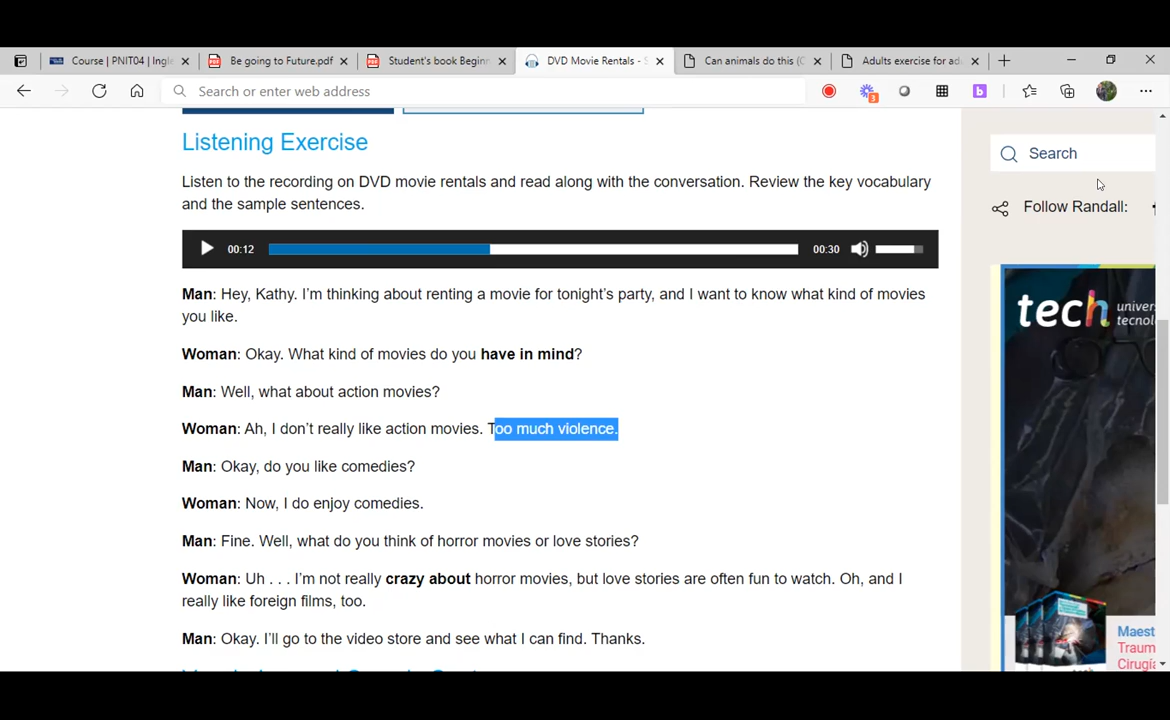 Course | PNIT04 | Ingl
Be going to Future.pdf
Student's book Beginn
DVD Movie Rentals - S
Can animals do this (
Adults exercise for ad
Search or enter web address
3
b
Listening Exercise
Listen to the recording on DVD movie rentals and read along with the conversation. Review the key vocabulary
and the sample sentences.
00:12
00:30
Man: Hey, Kathy. I'm thinking about renting a movie for tonight's party, and I want to know what kind of movies
you like.
Woman: Okay. What kind of movies do you have in mind?
Man: Well, what about action movies?
Woman: Ah, I don't really like action movies. Too much violence.
Man: Okay, do you like comedies?
Woman: Now, I do enjoy comedies.
Man: Fine. Well, what do you think of horror movies or love stories?
Woman: Uh . . . I'm not really crazy about horror movies, but love stories are often fun to watch. Oh, and I
really like foreign films, too.
Man: Okay. I'll go to the video store and see what I can find. Thanks.
Search
Follow Randall:
tech univers
tecnol
Maest
Traum
Cirugía